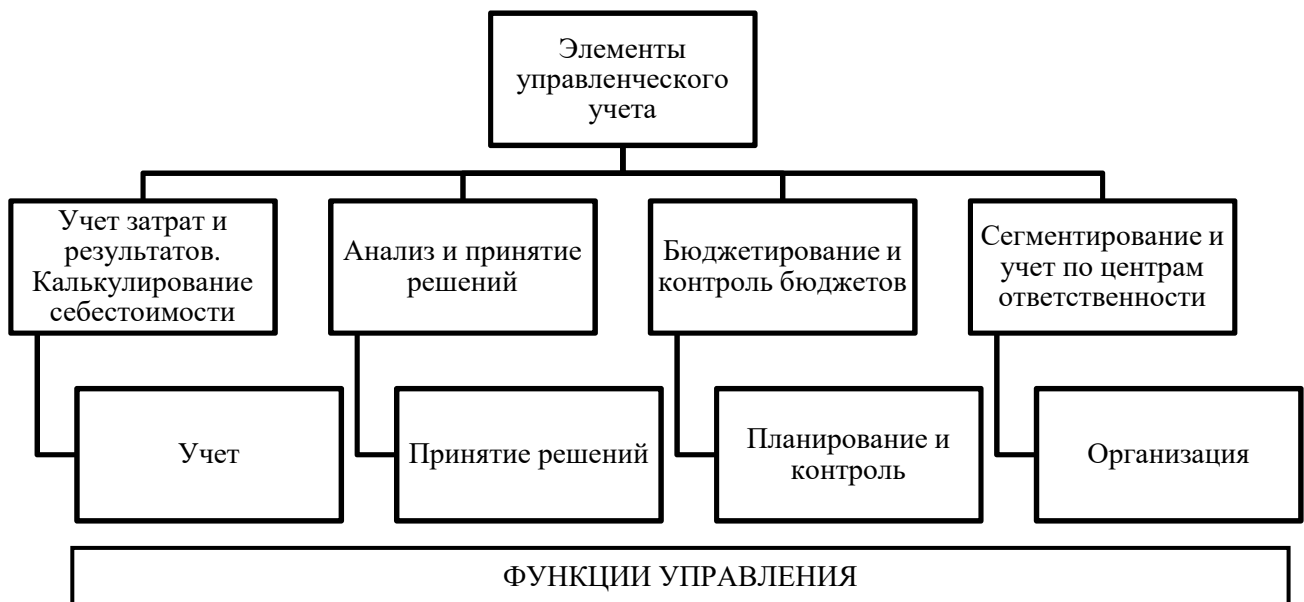 Элементы
управленческого
учета
Учет затрат и
результатов.
Калькулирование
себестоимости
Анализ и принятие
решений
Бюджетирование и
контроль бюджетов
Сегментирование и
учет по центрам
ответственности
Учет
Принятие решений
Планирование и
контроль
Организация
ФУНКЦИИ УПРАВЛЕНИЯ